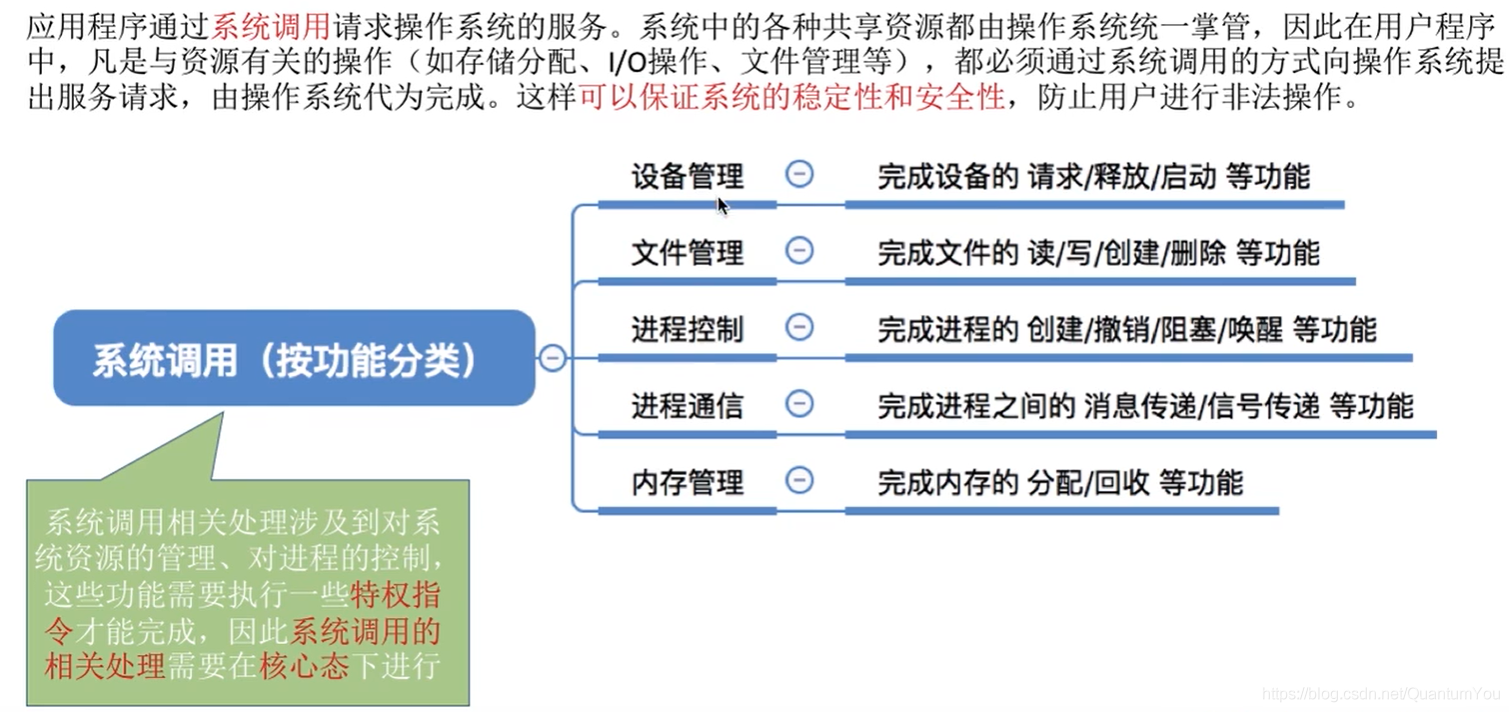 应用程序通过系统调用请求操作系统的服务。系统中的各种共享资源都由操作系统统一掌管，因此在用户程序
中，凡是与资源有关的操作（如存储分配、I/O操作、文件管理等），都必须通过系统调用的方式向操作系统提
出服务请求，由操作系统代为完成。这样可以保证系统的稳定性和安全性，防止用户进行非法操作。
设备管理 完成设备的 请求/释放/启动 等功能
文件管理 完成文件的 读/写/创建/删除 等功能
进程控制 完成进程的 创建/撤销/阻塞/唤醒 等功能
系统调用（按功能分类）
进程通信 完成进程之间的 消息传递/信号传递 等功能
内存管理 完成内存的 分配/回收 等功能
系统调用相关处理涉及到对系
统资源的管理、对进程的控制，
这些功能需要执行一些特权指
令才能完成，因此系统调用的
相关处理需要在核心态下进行
https://blog.csdn.net/QuantumYou